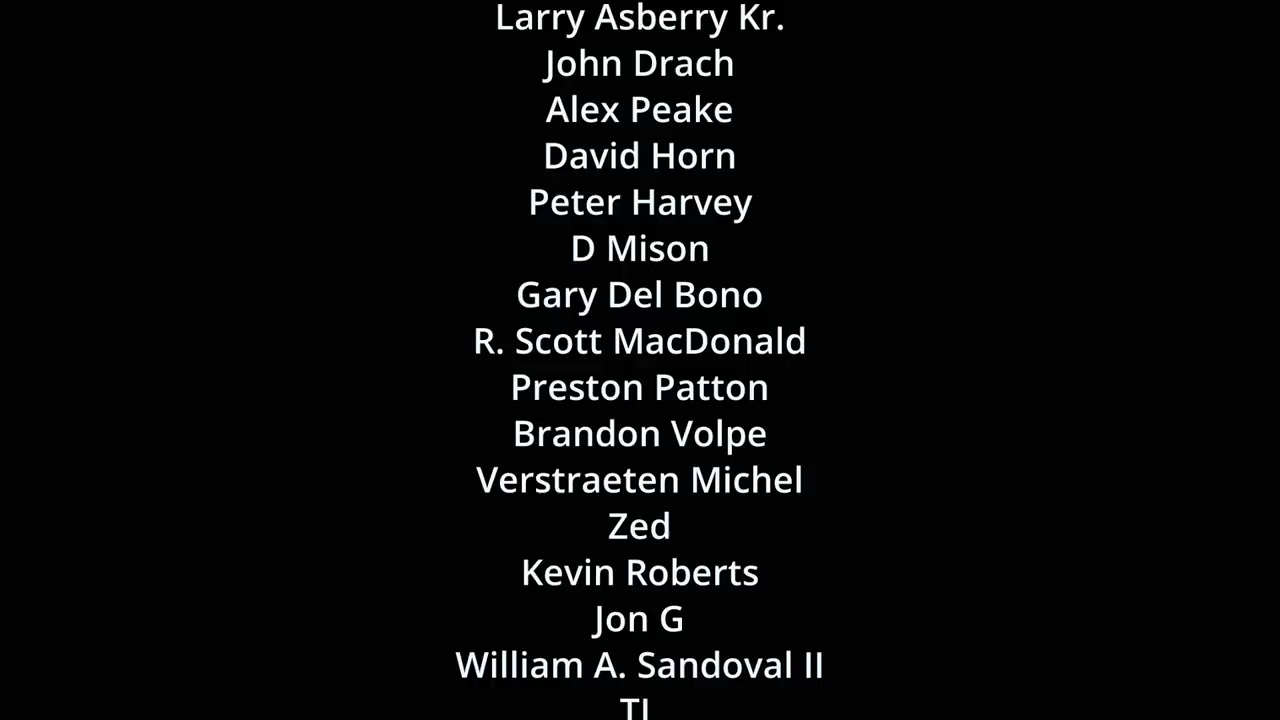 Larry Asberry Kr.
John Drach
Alex Peake
David Horn
Peter Harvey
D Mison
Gary Del Bono
R. Scott MacDonald
Preston Patton
Brandon Volpe
Verstraeten Michel
Zed
Kevin Roberts
Jon G
William A. Sandoval II